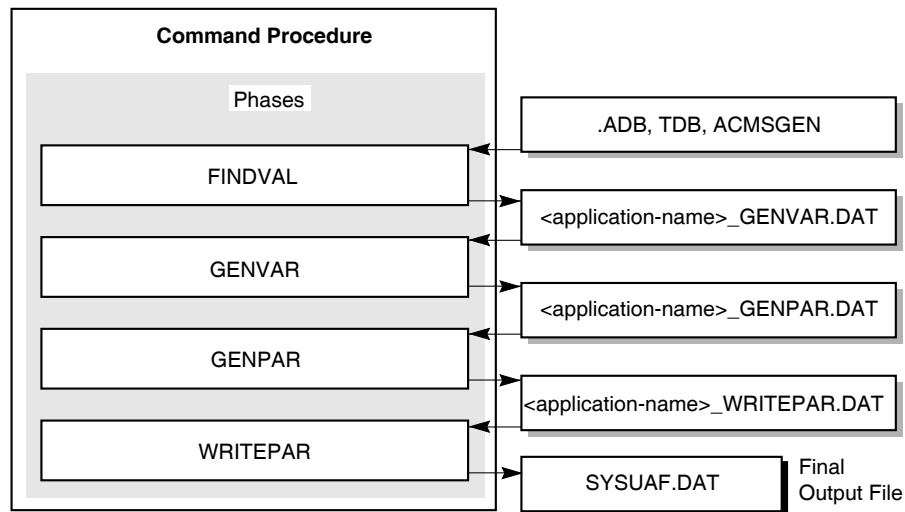 Command Procedure
Phases
.ADB, TDB, ACMSGEN
FINDVAL
<application-name>_GENVAR.DAT
GENVAR
<application-name>_GENPAR.DAT
GENPAR
<application-name>_WRITEPAR.DAT
WRITEPAR
SYSUAF.DAT
Final
Output File